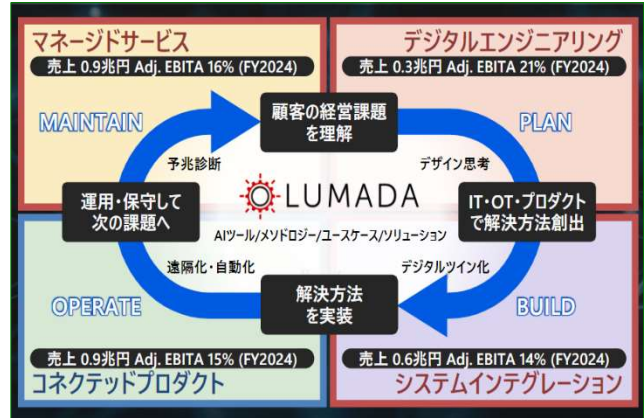 マネージドサービス
売上 0.9兆円 Adj. EBITA 16% (FY2024)
デジタルエンジニアリング
売上 0.3兆円 Adj. EBITA 21% (FY2024)
MAINTAIN
顧客の経営課題
を理解
PLAN
予兆診断
デザイン思考
運用・保守して
次の課題へ
LUMADA
IT・OT・プロダクト
で解決方法創出
AIツール/メソドロジー/ユースケース/ソリューション
遠隔化・自動化
デジタルツイン化
OPERATE
解決方法
を実装
BUILD
売上 0.9兆円 Adj. EBITA 15% (FY2024)
コネクテッドプロダクト
売上 0.6兆円 Adj. EBITA 14% (FY2024)
システムインテグレーション